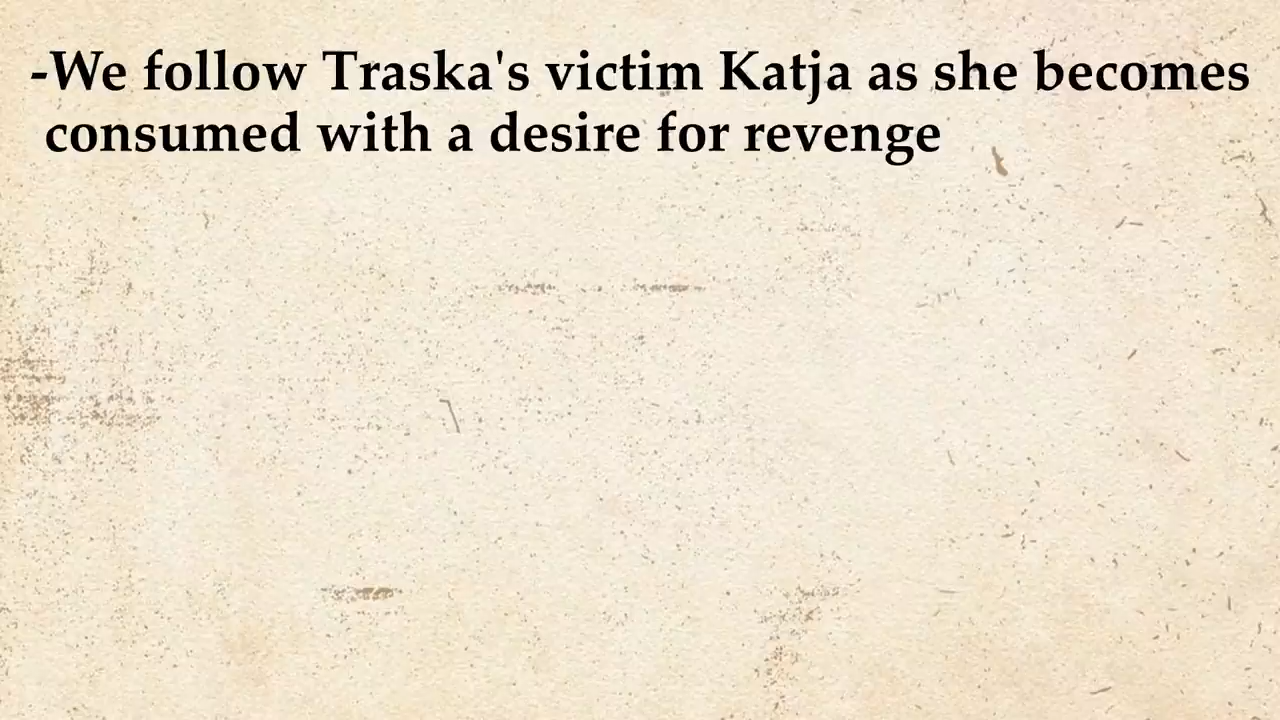 -We follow Traska's victim Katja as she becomes
consumed with a desire for revenge